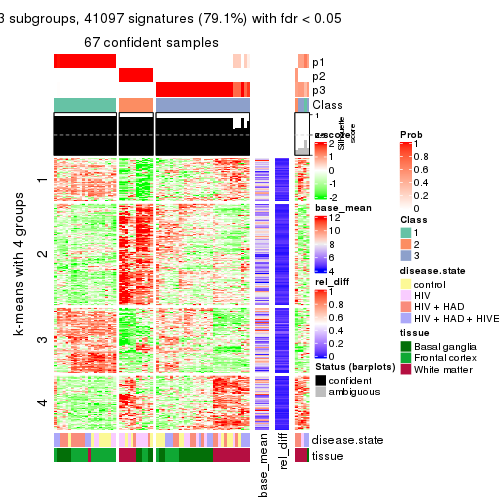 3 subgroups, 41097 signatures (79.1%) with fdr < 0.05
67 confident samples
p1
p2
p3
Class
1
Silhouette
score
k-means with 4 groups
1
2
3
4
z-score
2
1
0
-1
-2
base_mean
12
10
8
6
4
rel_diff
1
0.8
0.6
0.4
0.2
0
Status (barplots)
confident
ambiguous
Prob
1
0.8
0.6
0.4
0.2
0
Class
1
2
3
disease.state
control
HIV
HIV + HAD
HIV + HAD + HIVE
tissue
Basal ganglia
Frontal cortex
White matter
disease.state
tissue
base_mean
rel_diff